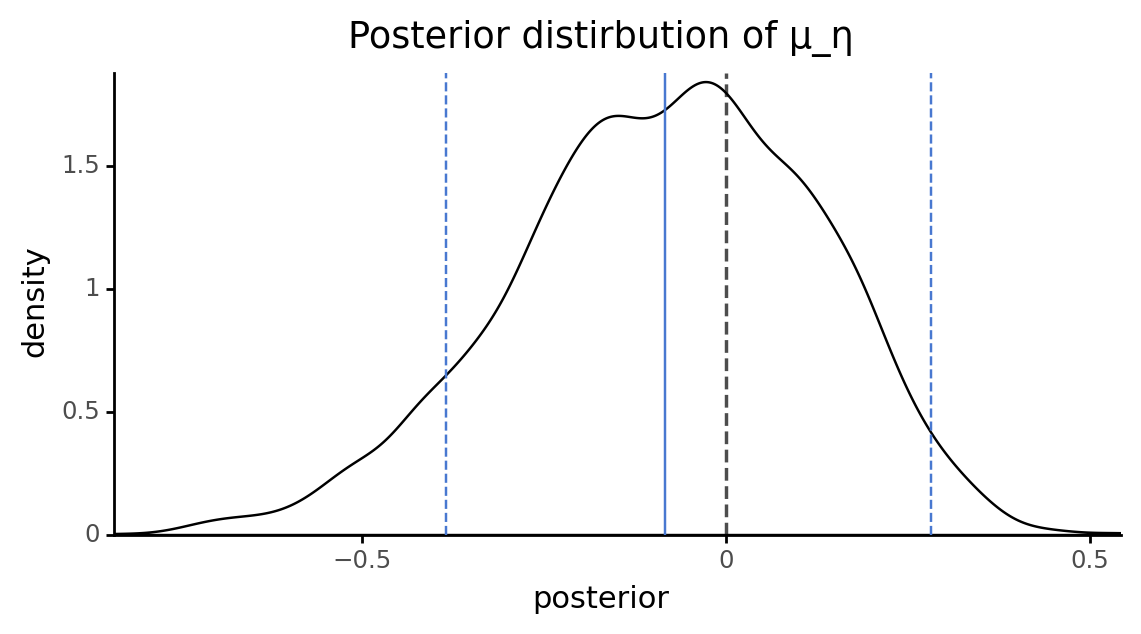 Posterior distirbution of μ_η
density
1.5
1
0.5
0
−0.5
0
0.5
posterior